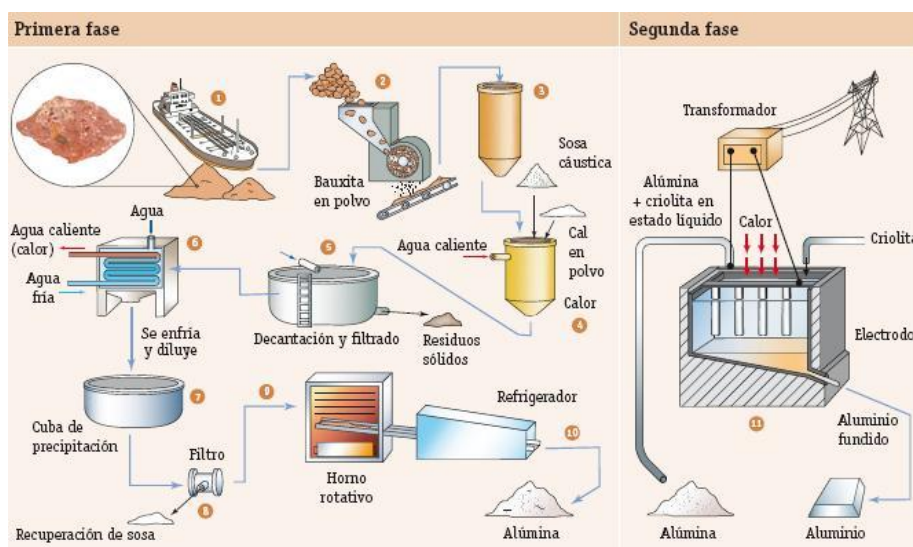 Primera fase
Segunda fase
1
2
3
Bauxita
en polvo
Sosa
cáustica
Cal
en
polvo
Agua caliente
Calor
4
5
Decantación y filtrado
Residuos
sólidos
Agua
Agua caliente
(calor)
6
Agua
fría
Se enfría
y diluye
7
Cuba de
precipitación
Filtro
8
Recuperación de sosa
9
Horno
rotativo
Refrigerador
10
Alúmina
Transformador
Alúmina
+ criolita en
estado líquido
Calor
Criolita
Electrodo
11
Aluminio
fundido
Alúmina
Aluminio